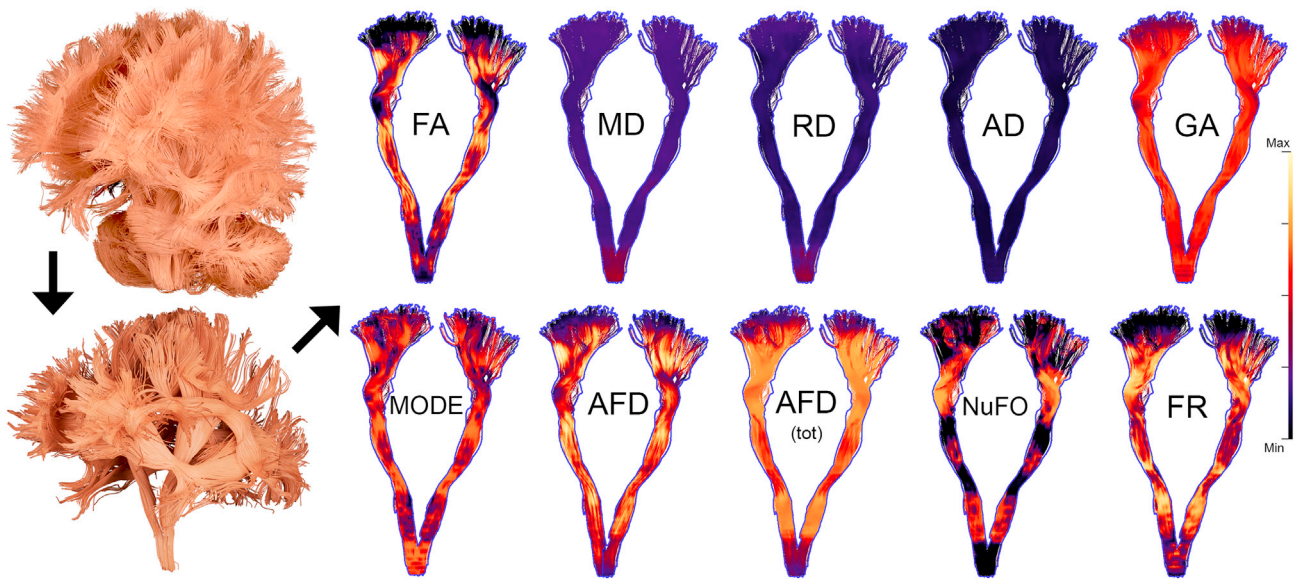 FA
MD
RD
AD
GA
Max
MODE
AFD
AFD
(tot)
NuFO
FR
Min